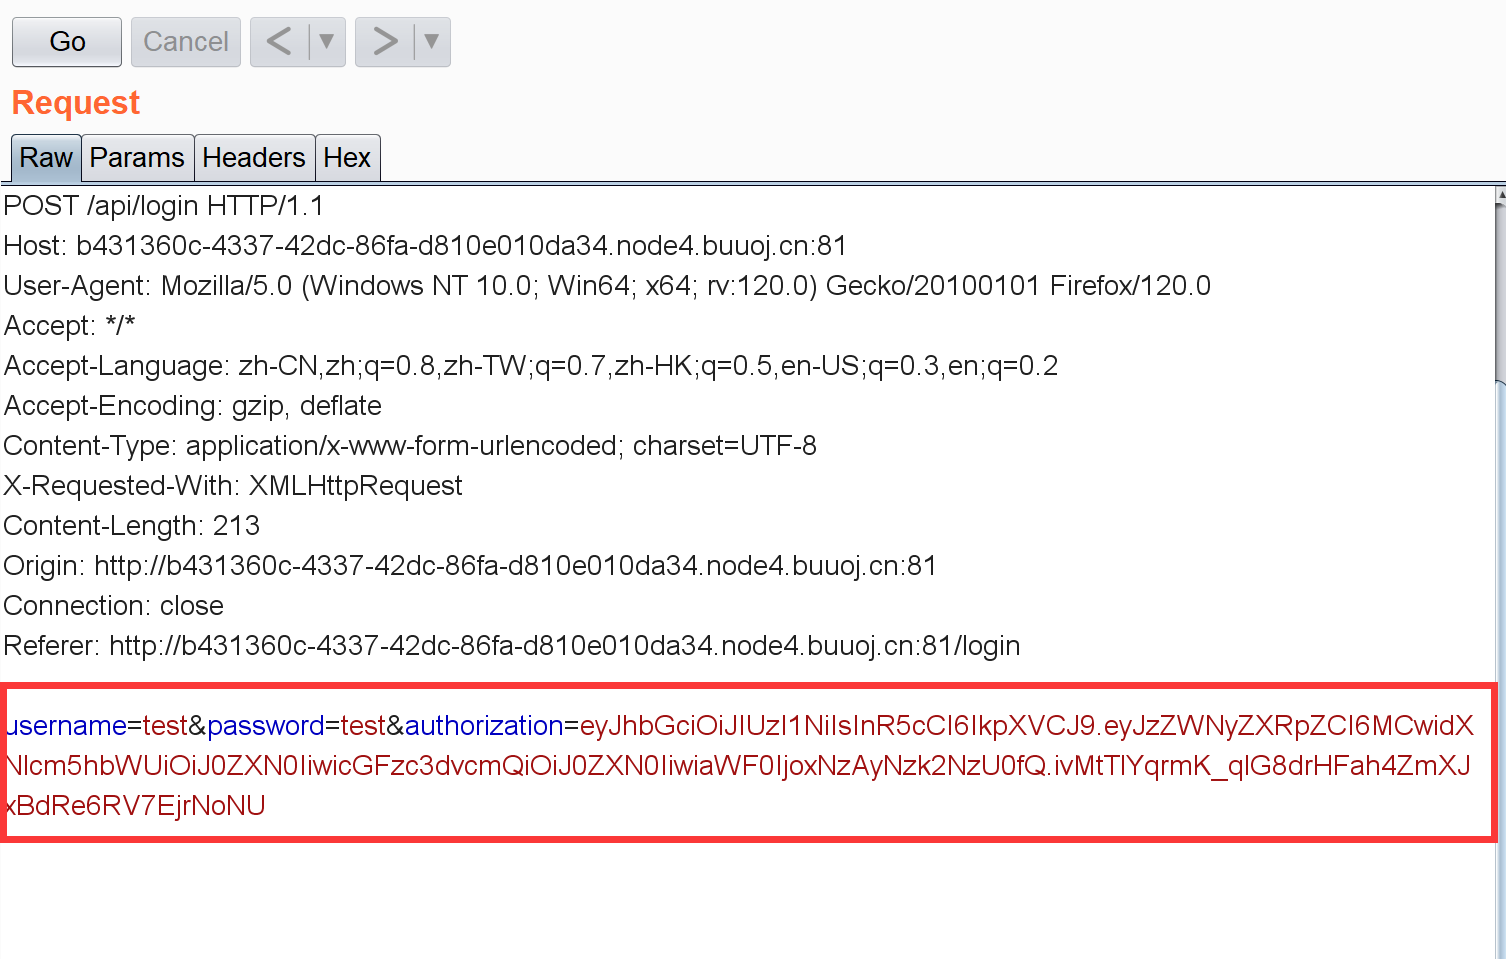 Go Cancel < ▼ > ▼
Request
Raw Params Headers Hex
POST /api/login HTTP/1.1
Host: b431360c-4337-42dc-86fa-d810e010da34.node4.buuoj.cn:81
User-Agent: Mozilla/5.0 (Windows NT 10.0; Win64; x64; rv:120.0) Gecko/20100101 Firefox/120.0
Accept: */*
Accept-Language: zh-CN,zh;q=0.8,zh-TW;q=0.7,zh-HK;q=0.5,en-US;q=0.3,en;q=0.2
Accept-Encoding: gzip, deflate
Content-Type: application/x-www-form-urlencoded; charset=UTF-8
X-Requested-With: XMLHttpRequest
Content-Length: 213
Origin: http://b431360c-4337-42dc-86fa-d810e010da34.node4.buuoj.cn:81
Connection: close
Referer: http://b431360c-4337-42dc-86fa-d810e010da34.node4.buuoj.cn:81/login
username=test&password=test&authorization=eyJhbGciOiJIUzI1NiIsInR5cCI6IkpXVCJ9.eyJzZWNyZXRpZCI6MCwidX
Nlcm5hbWUiOiJ0ZXN0IiwicGFzc3dvcmQiOiJ0ZXN0IiwiaWF0IjoxNzAyNzk2NzU0fQ.ivMtTlYqrmK_qlG8drHFah4ZmXJ
xBdRe6RV7EjrNoNU